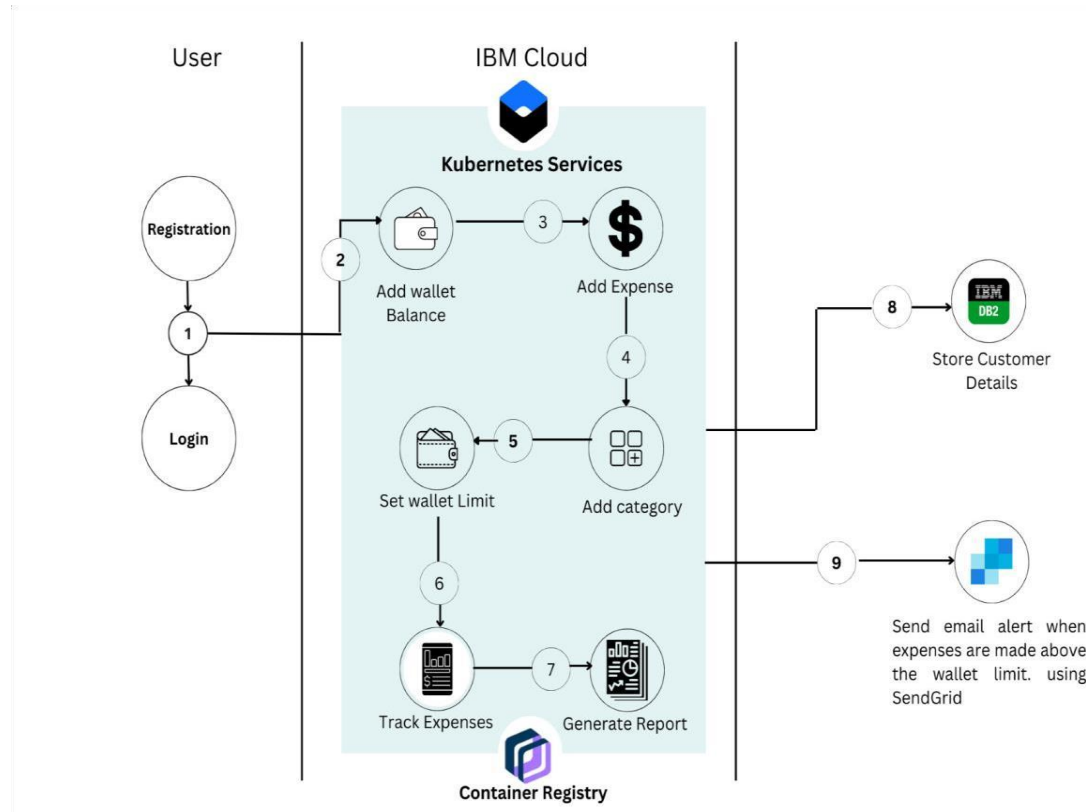 User
IBM Cloud
Kubernetes Services
Registration
1
Login
2
Add wallet
Balance
3
Add Expense
4
Add category
5
Set wallet Limit
6
Track Expenses
7
Generate Report
Container Registry
8
IBM
DB2
Store Customer
Details
9
Send email alert when
expenses are made above
the wallet limit. using
SendGrid